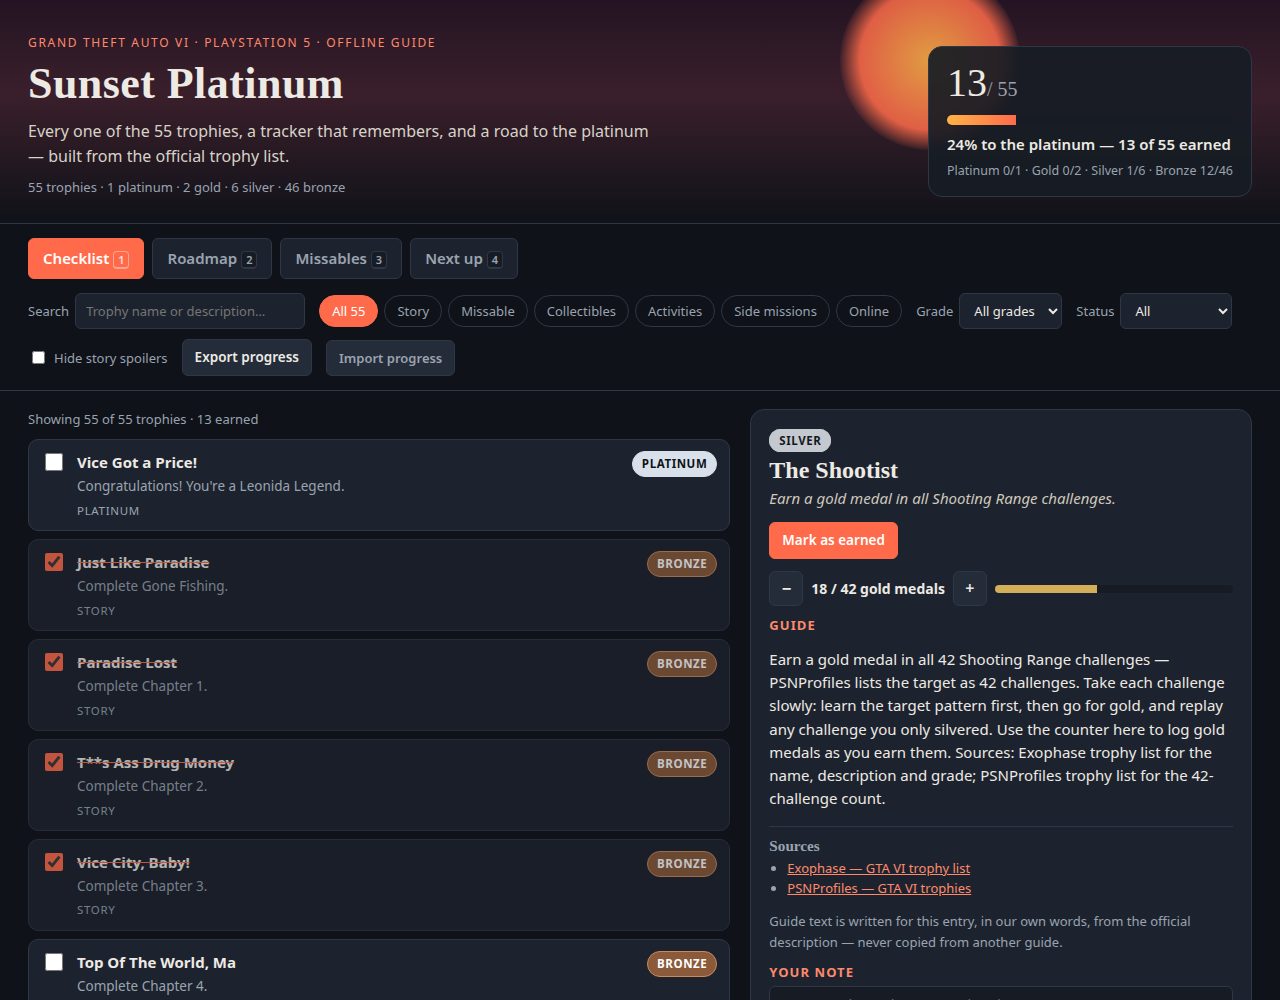 GRAND THEFT AUTO VI · PLAYSTATION 5 · OFFLINE GUIDE
Sunset Platinum
Every one of the 55 trophies, a tracker that remembers, and a road to the platinum
— built from the official trophy list.
55 trophies · 1 platinum · 2 gold · 6 silver · 46 bronze
13 / 55
24% to the platinum — 13 of 55 earned
Platinum 0/1 · Gold 0/2 · Silver 1/6 · Bronze 12/46
Checklist 1 Roadmap 2 Missables 3 Next up 4
Search Trophy name or description... All 55 Story Missable Collectibles Activities Side missions Online Grade All grades Status All
Hide story spoilers Export progress Import progress
Showing 55 of 55 trophies · 13 earned
Vice Got a Price! PLATINUM
Congratulations! You're a Leonida Legend.
PLATINUM
Just Like Paradise BRONZE
Complete Gone Fishing.
STORY
Paradise Lost BRONZE
Complete Chapter 1.
STORY
T**s Ass Drug Money BRONZE
Complete Chapter 2.
STORY
Vice City, Baby! BRONZE
Complete Chapter 3.
STORY
Top Of The World, Ma BRONZE
Complete Chapter 4.
SILVER
The Shootist
Earn a gold medal in all Shooting Range challenges.
Mark as earned
− 18 / 42 gold medals +
GUIDE
Earn a gold medal in all 42 Shooting Range challenges —
PSNProfiles lists the target as 42 challenges. Take each challenge
slowly: learn the target pattern first, then go for gold, and replay
any challenge you only silvered. Use the counter here to log gold
medals as you earn them. Sources: Exophase trophy list for the
name, description and grade; PSNProfiles trophy list for the 42-
challenge count.
Sources
Exophase — GTA VI trophy list
PSNProfiles — GTA VI trophies
Guide text is written for this entry, in our own words, from the official
description — never copied from another guide.
YOUR NOTE